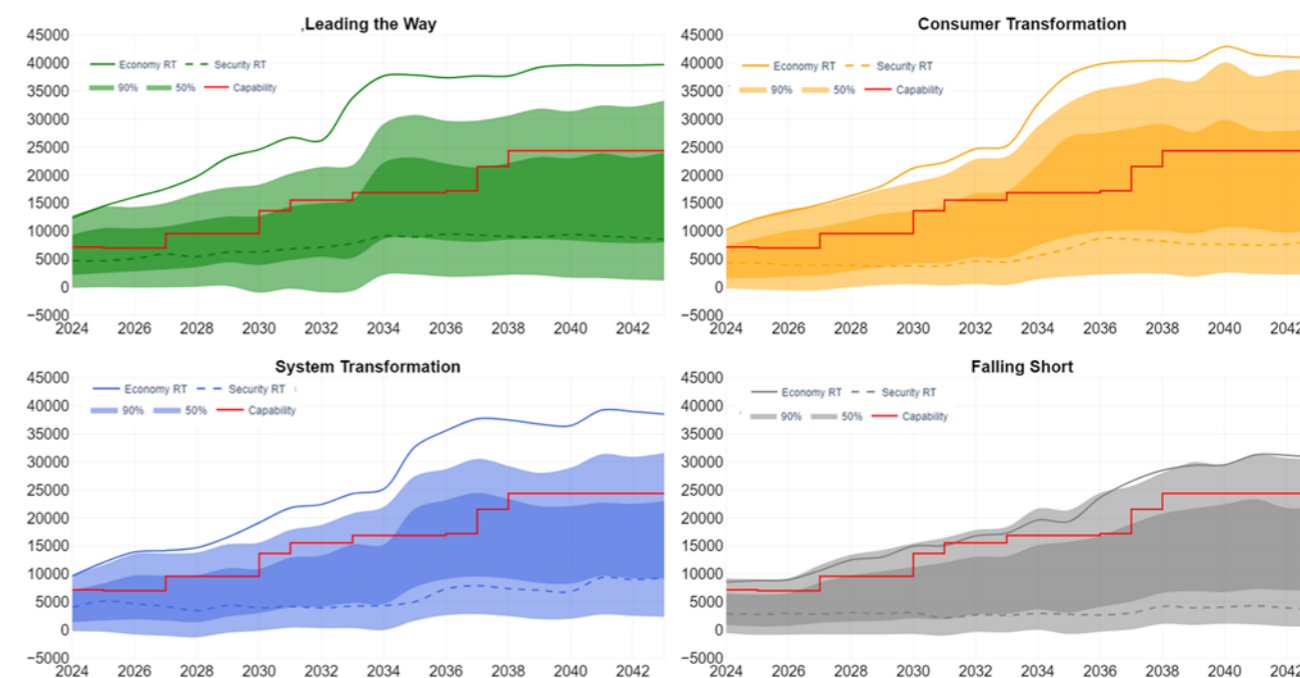 ,Leading the Way
45000
40000
35000
30000
25000
20000
15000
10000
5000
0
−5000
Economy RT Security RT
90% 50% Capability
2024 2026 2028 2030 2032 2034 2036 2038 2040 2042
Consumer Transformation
45000
40000
35000
30000
25000
20000
15000
10000
5000
0
−5000
Economy RT Security RT
90% 50% Capability
2024 2026 2028 2030 2032 2034 2036 2038 2040 2042
System Transformation
45000
40000
35000
30000
25000
20000
15000
10000
5000
0
−5000
Economy RT Security RT
90% 50% Capability
2024 2026 2028 2030 2032 2034 2036 2038 2040 2042
Falling Short
45000
40000
35000
30000
25000
20000
15000
10000
5000
0
−5000
Economy RT Security RT
90% 50% Capability
2024 2026 2028 2030 2032 2034 2036 2038 2040 2042